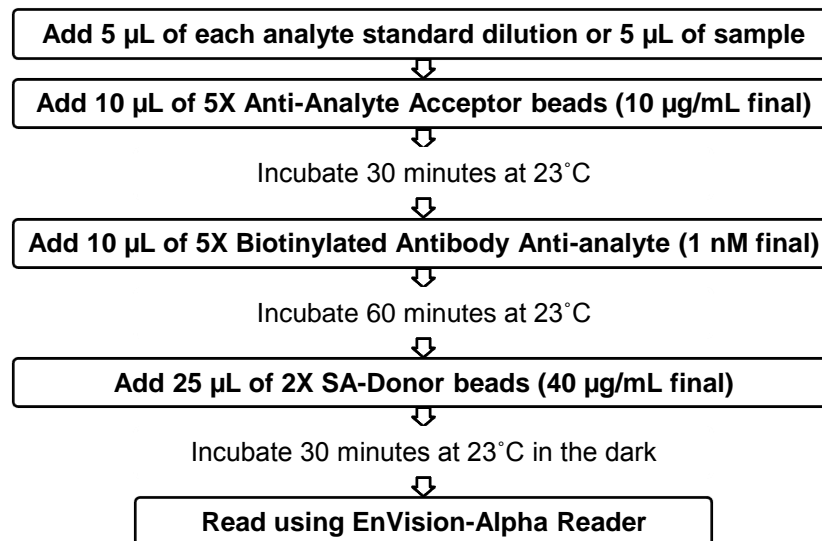 Add 5 µL of each analyte standard dilution or 5 µL of sample
Add 10 µL of 5X Anti-Analyte Acceptor beads (10 µg/mL final)
Incubate 30 minutes at 23˚C
Add 10 µL of 5X Biotinylated Antibody Anti-analyte (1 nM final)
Incubate 60 minutes at 23˚C
Add 25 µL of 2X SA-Donor beads (40 µg/mL final)
Incubate 30 minutes at 23˚C in the dark
Read using EnVision-Alpha Reader